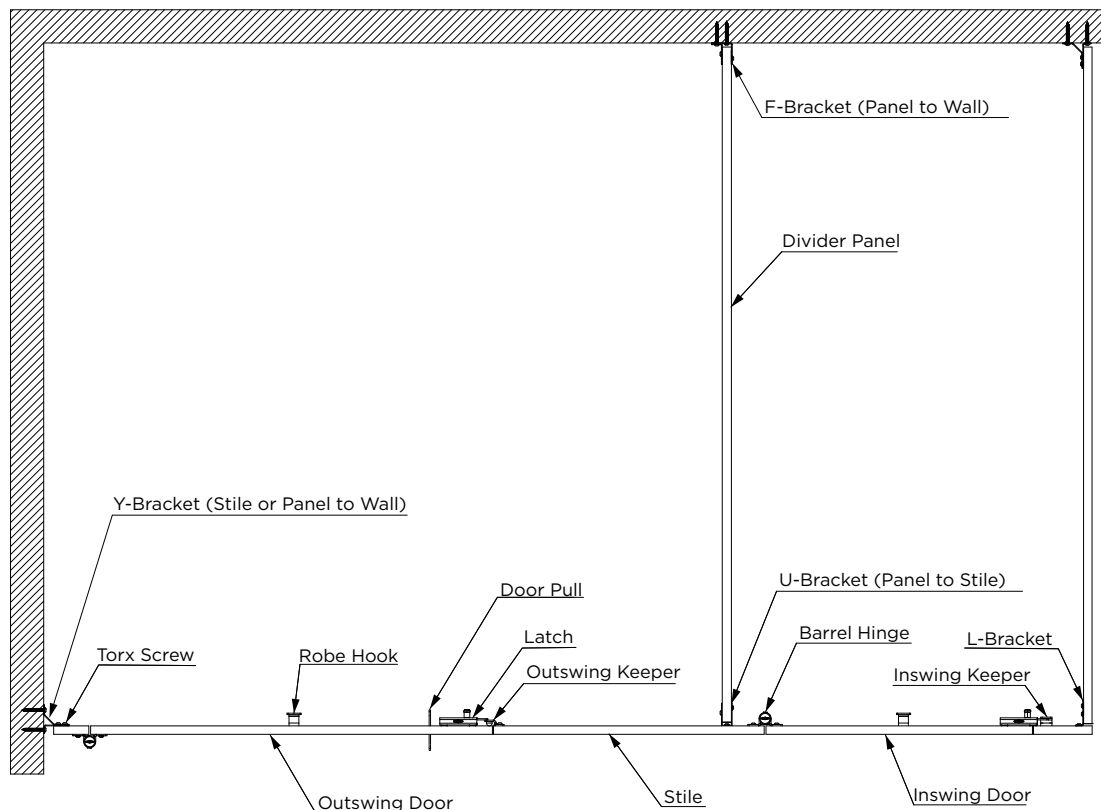 F-Bracket (Panel to Wall)
Divider Panel
Y-Bracket (Stile or Panel to Wall)
Door Pull
U-Bracket (Panel to Stile)
Torx Screw
Robe Hook
Latch
Outswing Keeper
Barrel Hinge
L-Bracket
Inswing Keeper
Outswing Door
Stile
Inswing Door